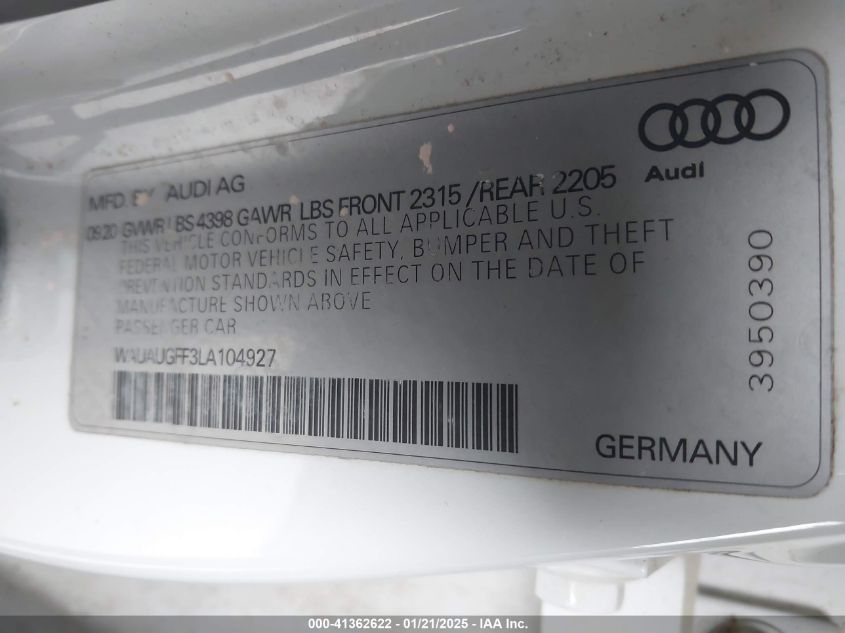 MFD. BY AUDI AG
09.20 GVWR LBS 4398 GAWR LBS FRONT 2315 / REAR 2205
THIS VEHICLE CONFORMS TO ALL APPLICABLE U.S.
FEDERAL MOTOR VEHICLE SAFETY, BUMPER AND THEFT
PREVENTION STANDARDS IN EFFECT ON THE DATE OF
MANUFACTURE SHOWN ABOVE
PASSENGER CAR
WAUAUGFF3LA104927
Audi
3950390
GERMANY
000-41362622 - 01/21/2025 - IAA Inc.